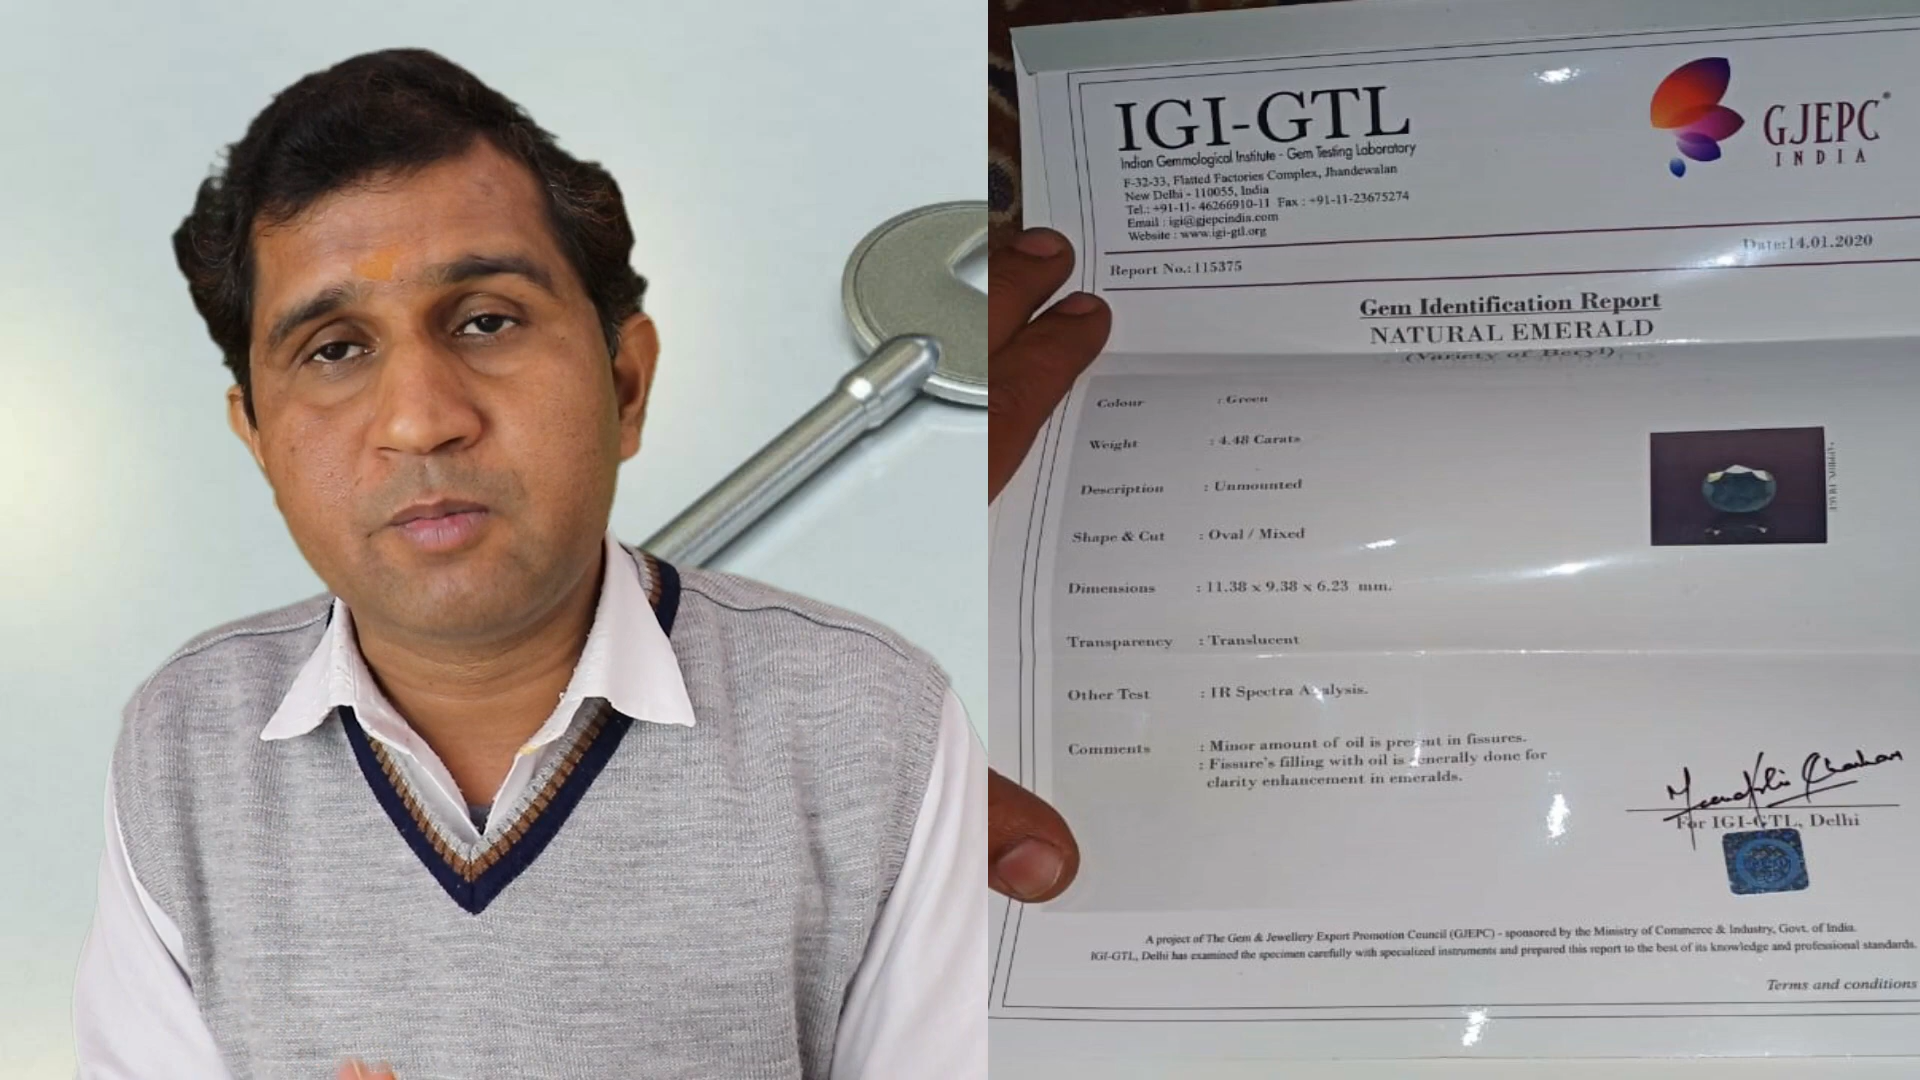 IGI-GTL
Indian Gemmological Institute - Gem Testing Laboratory
F-32-33, Flatted Factories Complex, Jhandewalan
New Delhi - 110055, India
Tel.: +91-11- 46266910-11 Fax : +91-11-23675274
Email : igi@gjepcindia.com
Website : www.igi-gtl.org
GJEPC
INDIA
Report No.:115375
Date:14.01.2020
Gem Identification Report
NATURAL EMERALD
(Variety of Beryl)
Colour : Green
Weight : 4.48 Carats
Description : Unmounted
Shape & Cut : Oval / Mixed
Dimensions : 11.38 x 9.38 x 6.23 mm.
Transparency : Translucent
Other Test : IR Spectra Analysis.
Comments : Minor amount of oil is present in fissures.
: Fissure's filling with oil is generally done for
clarity enhancement in emeralds.
For IGI-GTL, Delhi
A project of The Gem & Jewellery Export Promotion Council (GJEPC) - sponsored by the Ministry of Commerce & Industry, Govt. of India.
IGI-GTL, Delhi has examined the specimen carefully with specialized instruments and prepared this report to the best of its knowledge and professional standards.
Terms and conditions